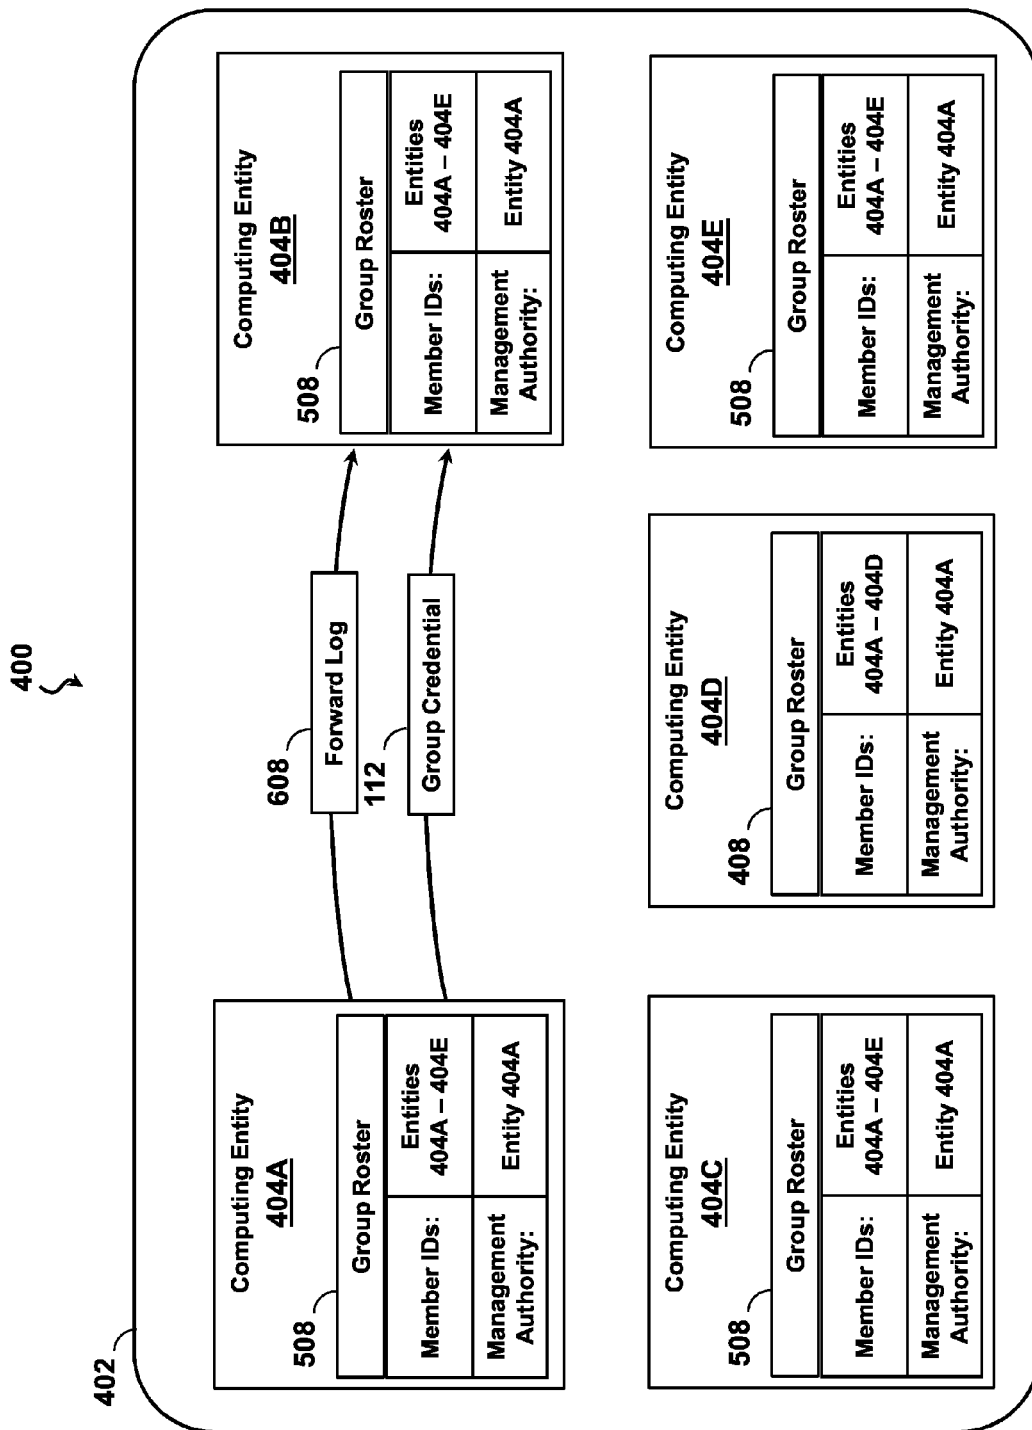 400
402
Computing Entity
404A
508
Group Roster
Member IDs:
Entities
404A – 404E
Management
Authority:
Entity 404A
608
Forward Log
112
Group Credential
Computing Entity
404B
508
Group Roster
Member IDs:
Entities
404A – 404E
Management
Authority:
Entity 404A
Computing Entity
404C
508
Group Roster
Member IDs:
Entities
404A – 404E
Management
Authority:
Entity 404A
Computing Entity
404D
408
Group Roster
Member IDs:
Entities
404A – 404D
Management
Authority:
Entity 404A
Computing Entity
404E
508
Group Roster
Member IDs:
Entities
404A – 404E
Management
Authority:
Entity 404A